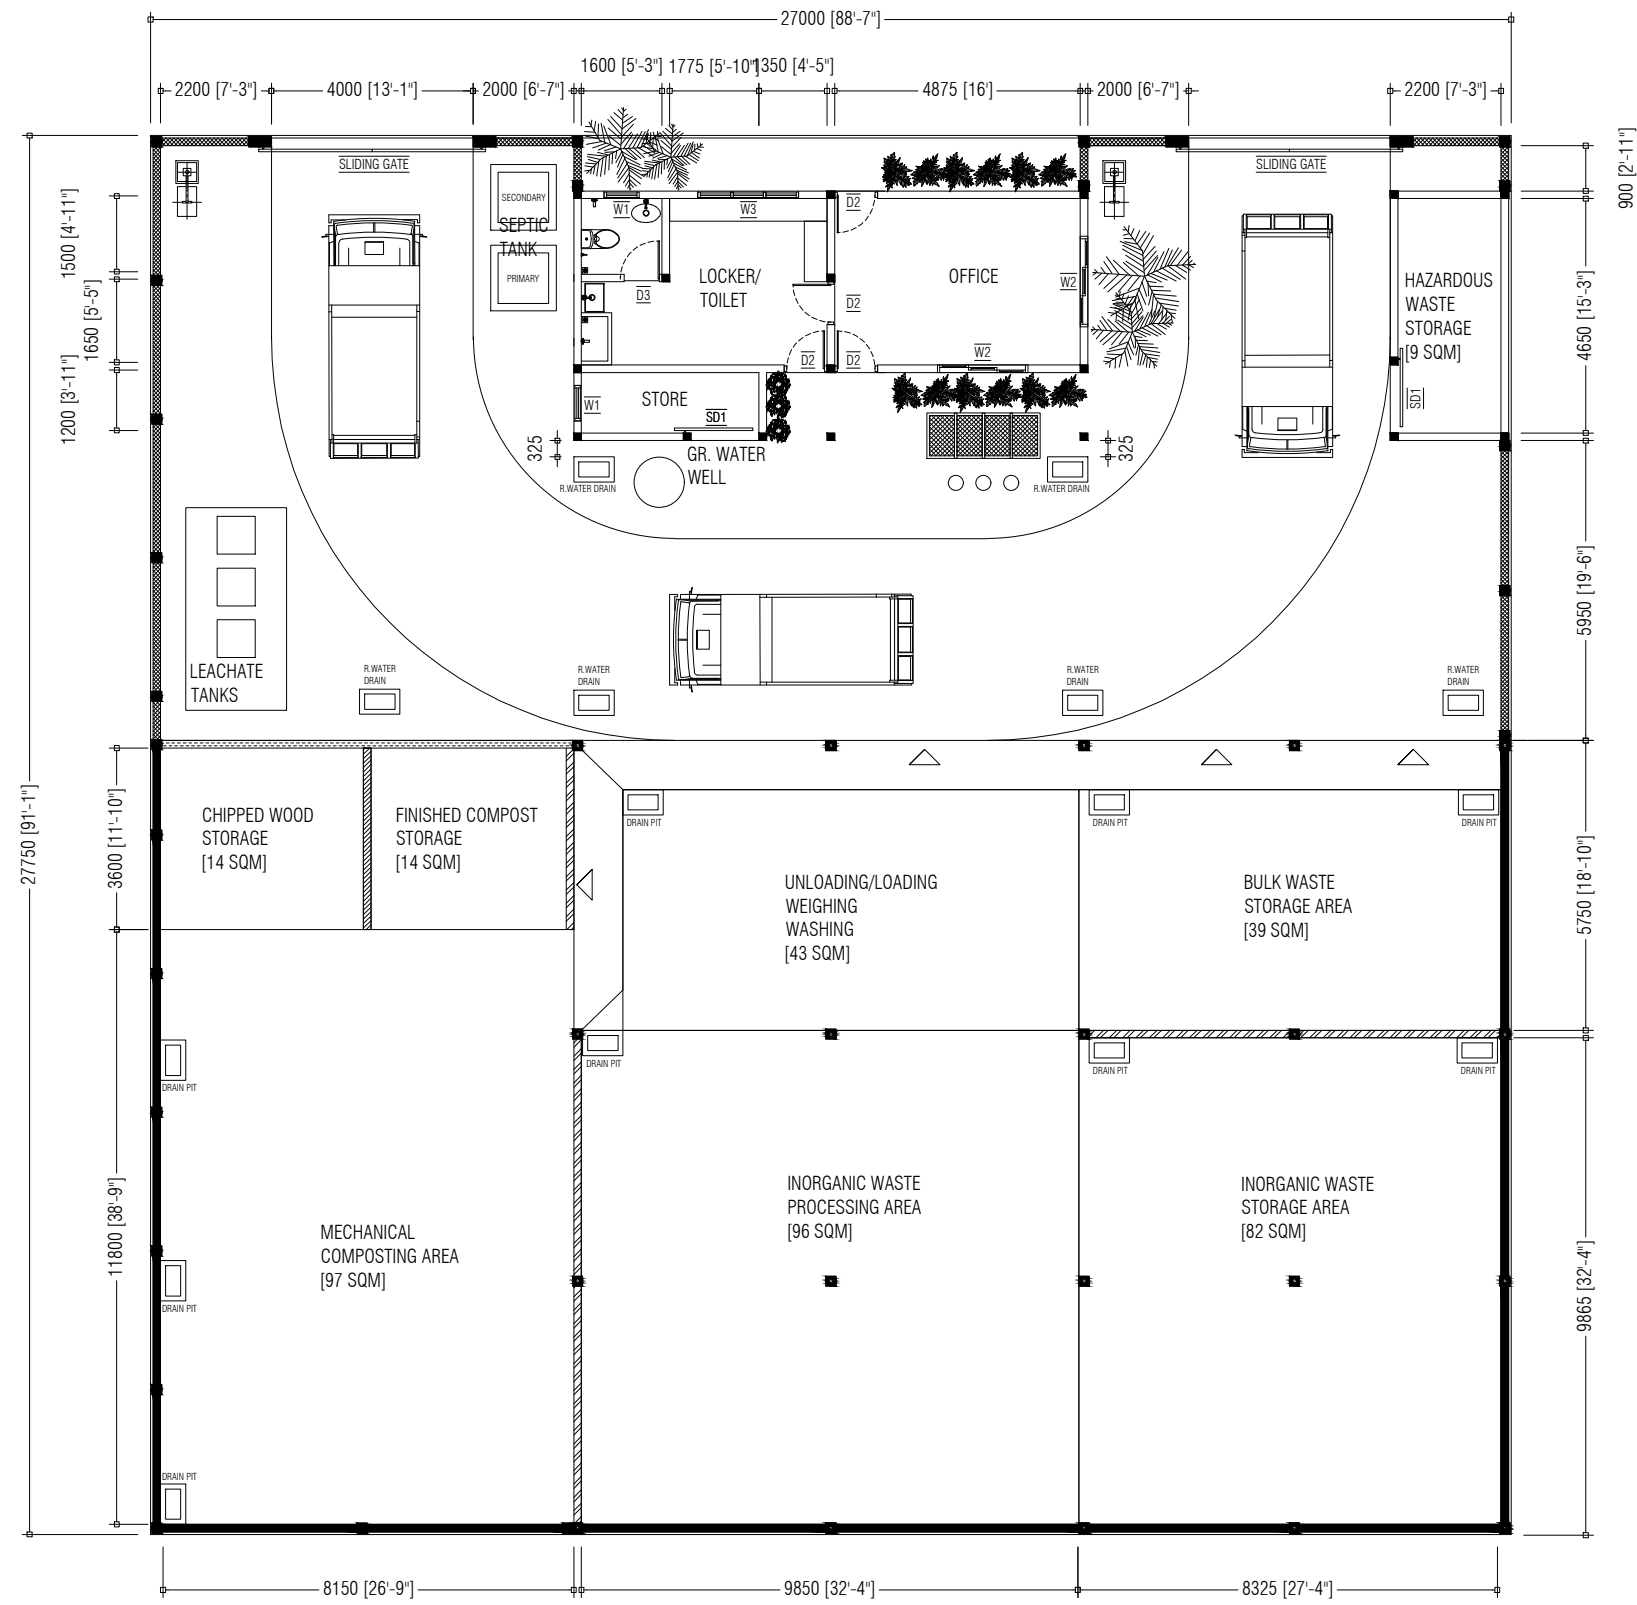 27000 [88'-7"]
1600 [5'-3"]
1775 [5'-10"]
1350 [4'-5"]
2200 [7'-3"]
4000 [13'-1"]
2000 [6'-7"]
4875 [16']
2000 [6'-7"]
2200 [7'-3"]
900 [2'-11"]
SLIDING GATE
SLIDING GATE
SECONDARY
SEPTIC
TANK
PRIMARY
W1
W3
D2
1500 [4'-11"]
LOCKER/
TOILET
OFFICE
W2
HAZARDOUS
WASTE
STORAGE
[9 SQM]
D3
D2
1650 [5'-5"]
4650 [15'-3"]
D2
D2
W2
1200 [3'-11"]
STORE
W1
SD1
SD1
325
GR. WATER
WELL
325
R.WATER DRAIN
R.WATER DRAIN
5950 [19'-6"]
LEACHATE
TANKS
R.WATER
DRAIN
R.WATER
DRAIN
R.WATER
DRAIN
R.WATER
DRAIN
27750 [91'-1"]
3600 [11'-10"]
CHIPPED WOOD
STORAGE
[14 SQM]
FINISHED COMPOST
STORAGE
[14 SQM]
DRAIN PIT
DRAIN PIT
DRAIN PIT
UNLOADING/LOADING
WEIGHING
WASHING
[43 SQM]
BULK WASTE
STORAGE AREA
[39 SQM]
5750 [18'-10"]
DRAIN PIT
DRAIN PIT
DRAIN PIT
DRAIN PIT
11800 [38'-9"]
MECHANICAL
COMPOSTING AREA
[97 SQM]
INORGANIC WASTE
PROCESSING AREA
[96 SQM]
INORGANIC WASTE
STORAGE AREA
[82 SQM]
9865 [32'-4"]
DRAIN PIT
DRAIN PIT
8150 [26'-9"]
9850 [32'-4"]
8325 [27'-4"]